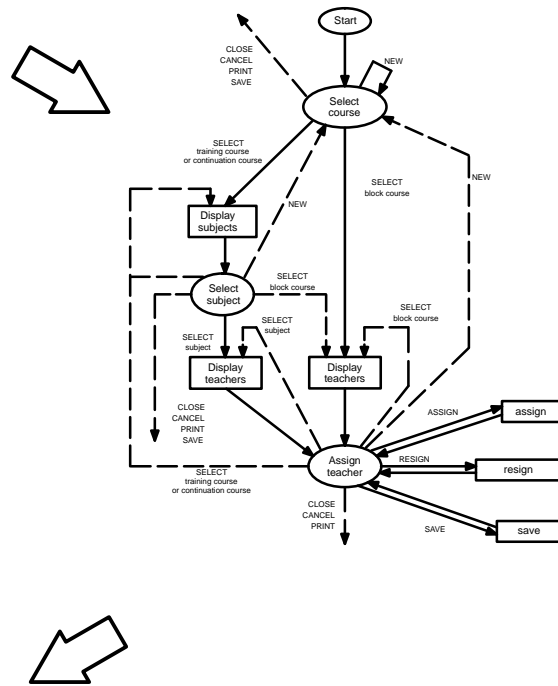 Start
CLOSE
CANCEL
PRINT
SAVE
NEW
Select
course
SELECT
training course
or continuation course
NEW
SELECT
block course
NEW
Display
subjects
Select
subject
SELECT
block course
SELECT
subject
SELECT
block course
SELECT
subject
Display
teachers
Display
teachers
CLOSE
CANCEL
PRINT
SAVE
ASSIGN
assign
Assign
teacher
RESIGN
resign
SELECT
training course
or continuation course
CLOSE
CANCEL
PRINT
SAVE
save